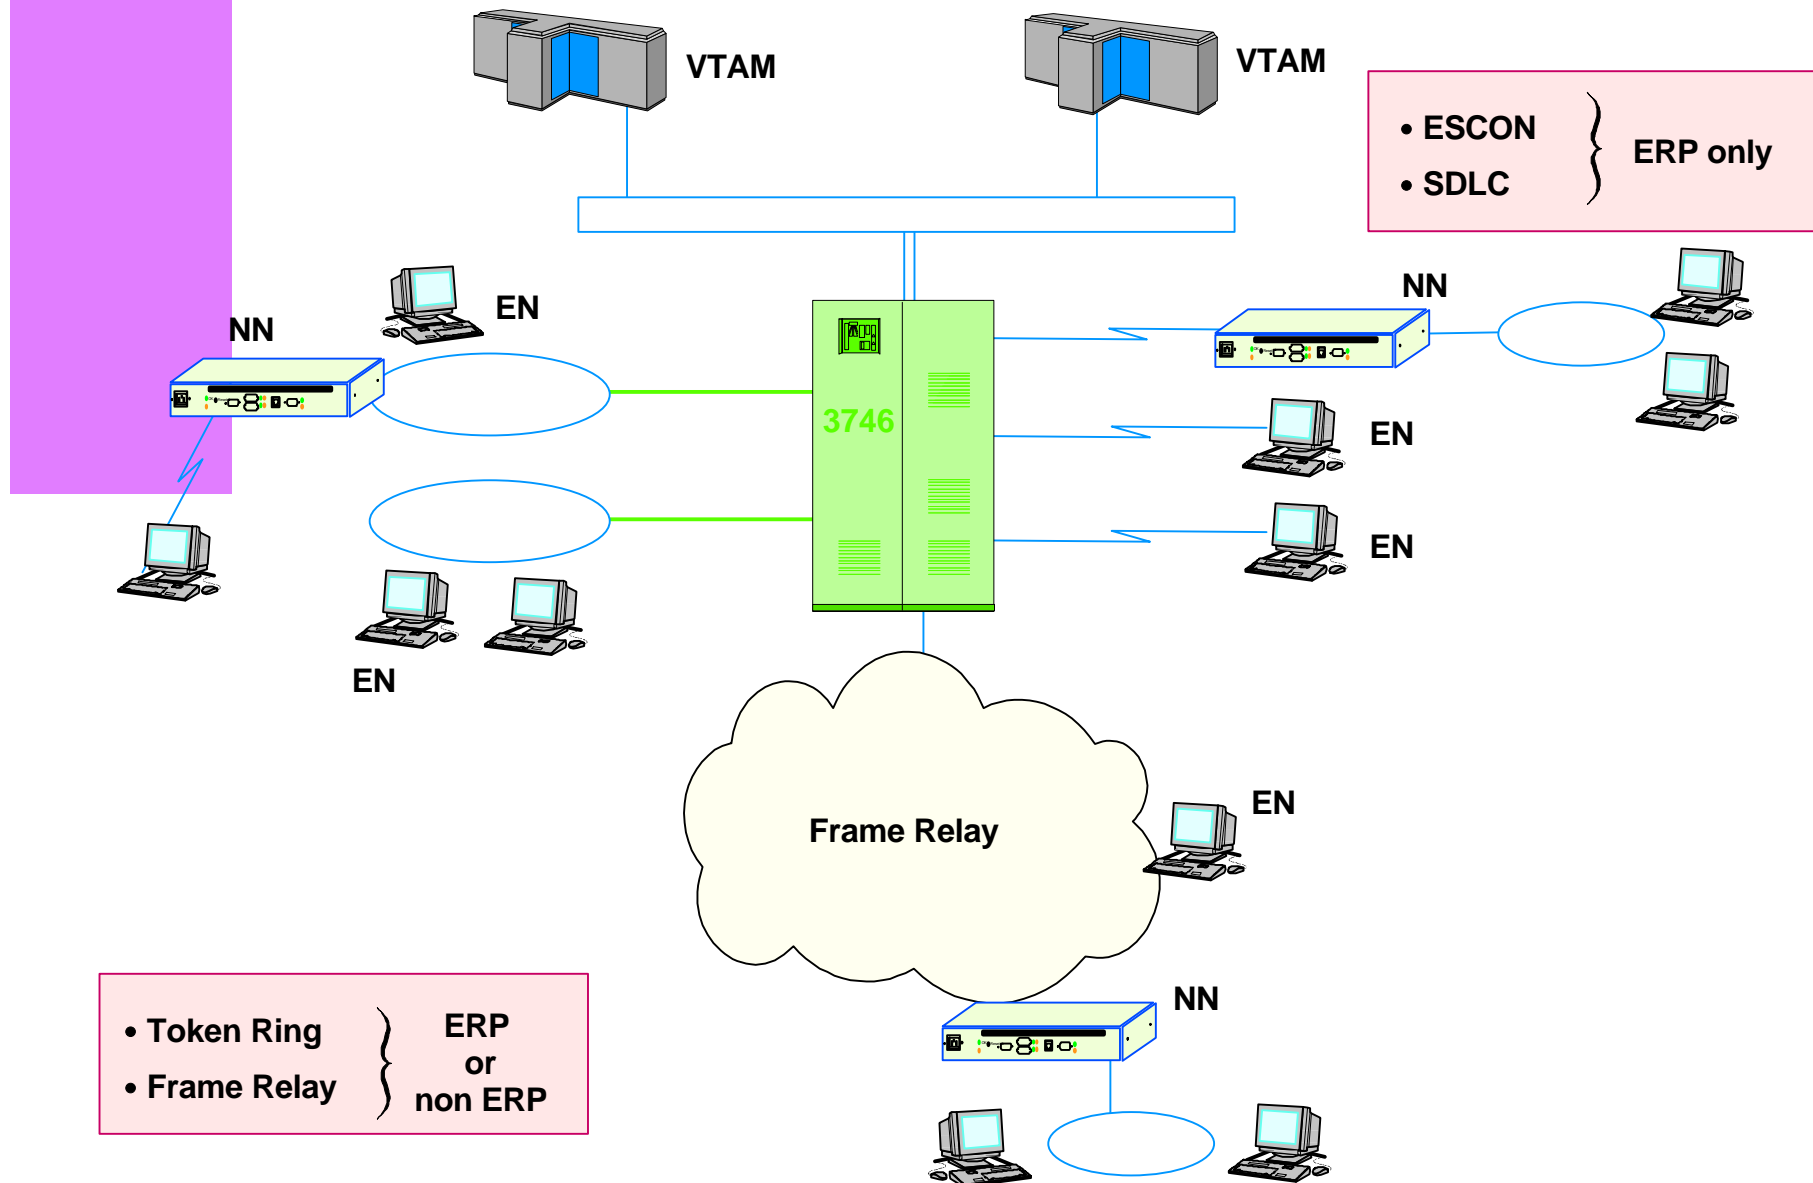 VTAM
VTAM
• ESCON
• SDLC
ERP only
NN
EN
NN
3746
EN
EN
EN
Frame Relay
EN
• Token Ring
• Frame Relay
ERP
or
non ERP
NN